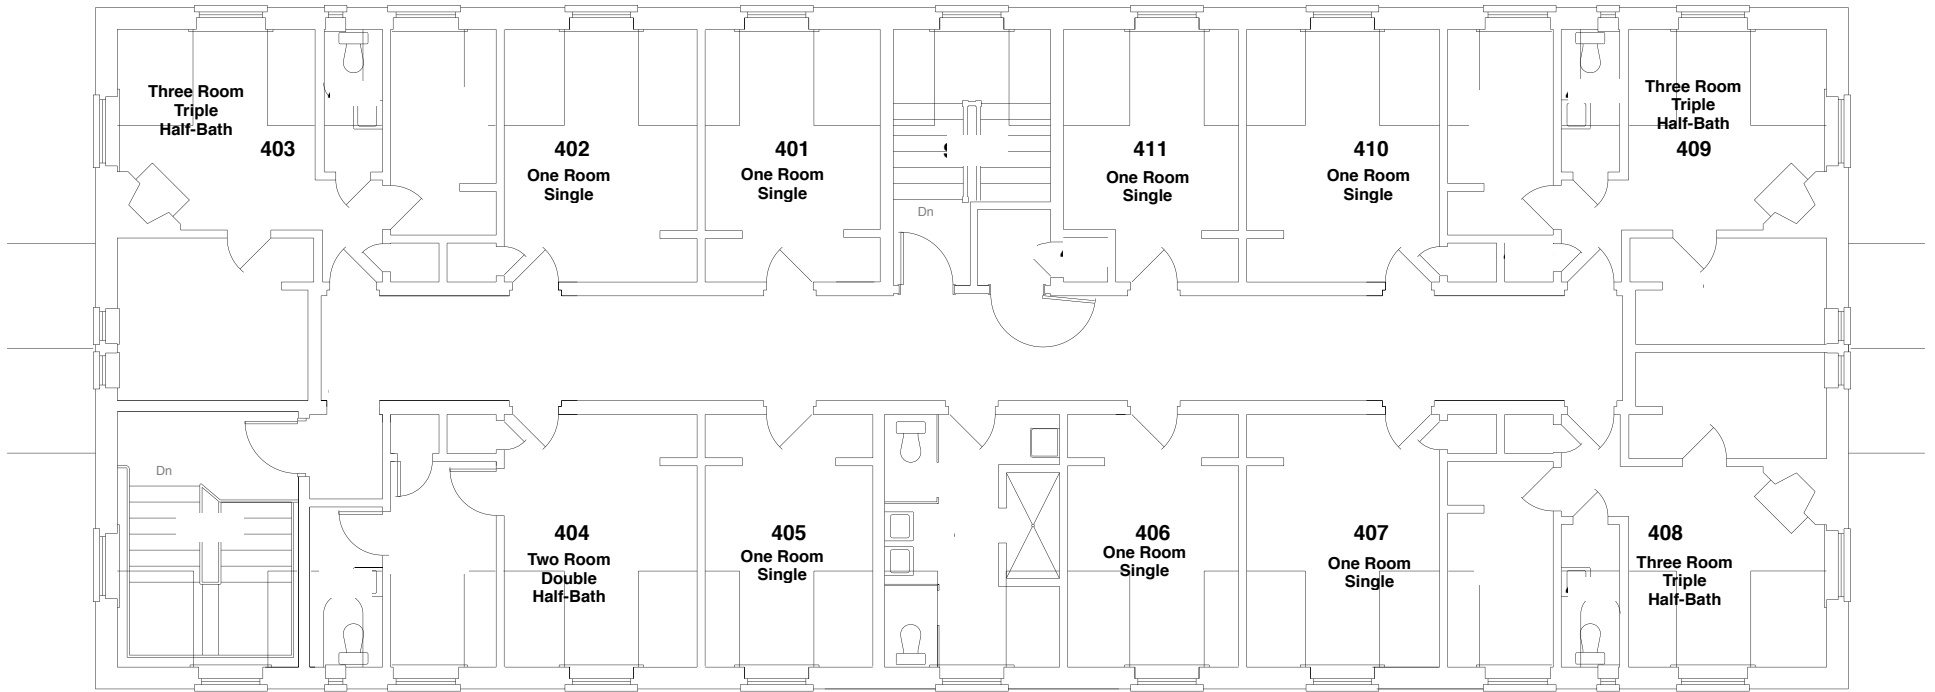 Three Room
Triple
Half-Bath
403
402
One Room
Single
401
One Room
Single
Dn
411
One Room
Single
410
One Room
Single
Three Room
Triple
Half-Bath
409
Dn
404
Two Room
Double
Half-Bath
405
One Room
Single
406
One Room
Single
407
One Room
Single
408
Three Room
Triple
Half-Bath